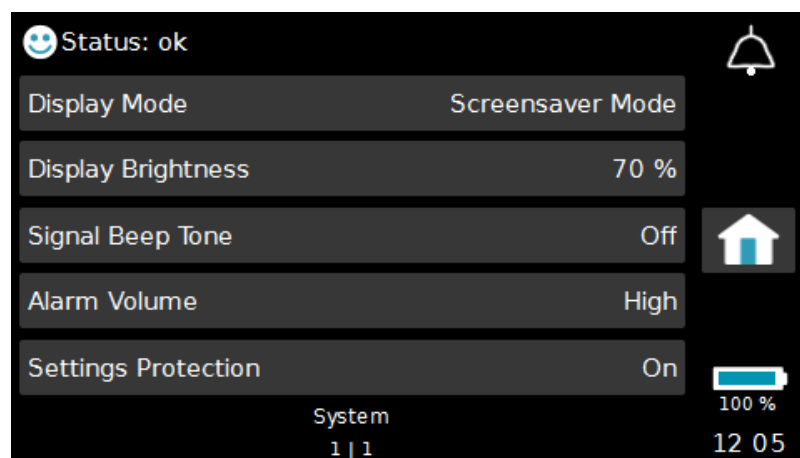 Status: ok
Display Mode Screensaver Mode
Display Brightness 70 %
Signal Beep Tone Off
Alarm Volume High
Settings Protection On
System
1 | 1
100 %
12 05